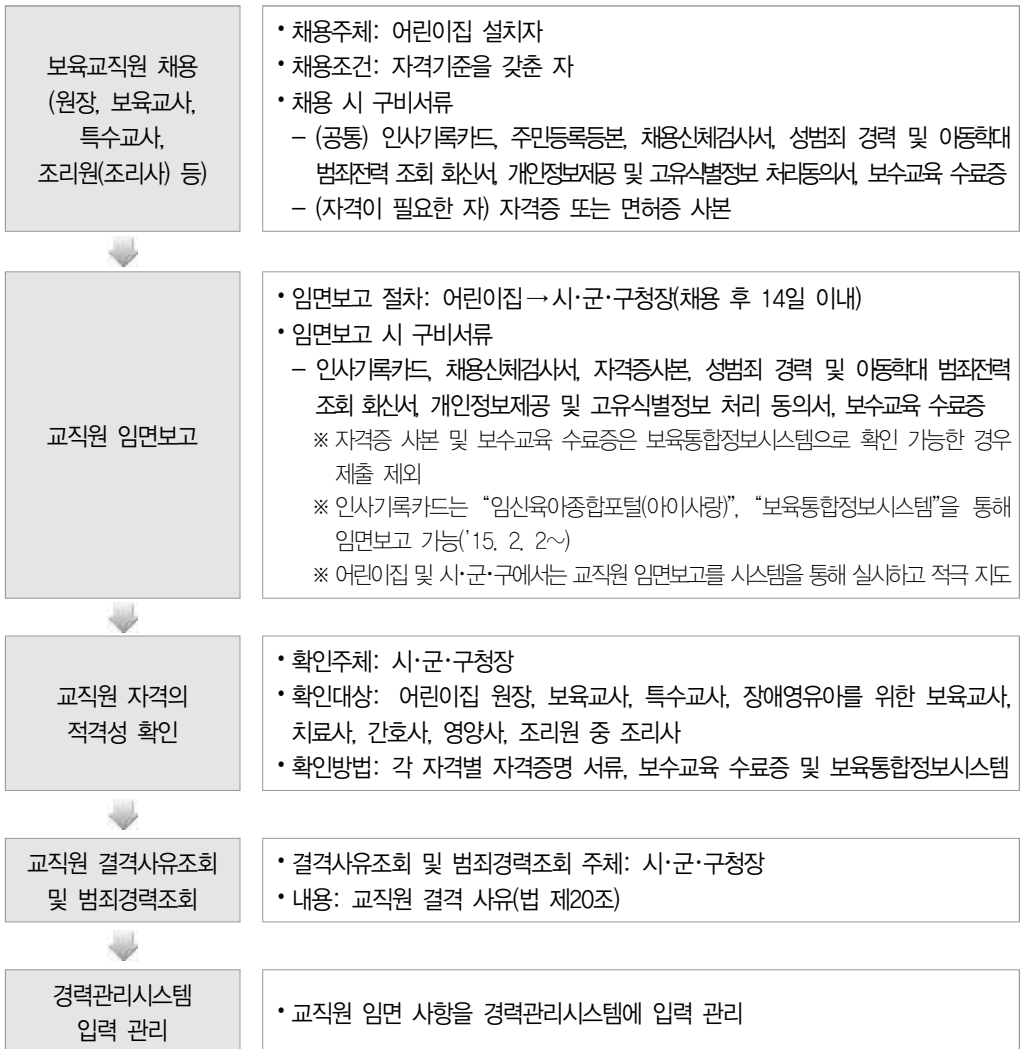 보육교직원 채용
(원장, 보육교사,
특수교사,
조리원(조리사) 등)
• 채용주체: 어린이집 설치자
• 채용조건: 자격기준을 갖춘 자
• 채용 시 구비서류
– (공통) 인사기록카드, 주민등록등본, 채용신체검사서, 성범죄 경력 및 아동학대
범죄전력 조회 회신서, 개인정보제공 및 고유식별정보 처리동의서, 보수교육 수료증
– (자격이 필요한 자) 자격증 또는 면허증 사본
교직원 임면보고
• 임면보고 절차: 어린이집→시·군·구청장(채용 후 14일 이내)
• 임면보고 시 구비서류
– 인사기록카드, 채용신체검사서, 자격증사본, 성범죄 경력 및 아동학대 범죄전력
조회 회신서, 개인정보제공 및 고유식별정보 처리 동의서, 보수교육 수료증
※ 자격증 사본 및 보수교육 수료증은 보육통합정보시스템으로 확인 가능한 경우
제출 제외
※ 인사기록카드는 “임신육아종합포털(아이사랑)”, “보육통합정보시스템”을 통해
임면보고 가능(’15. 2. 2~)
※ 어린이집 및 시·군·구에서는 교직원 임면보고를 시스템을 통해 실시하고 적극 지도
교직원 자격의
적격성 확인
• 확인주체: 시·군·구청장
• 확인대상: 어린이집 원장, 보육교사, 특수교사, 장애영유아를 위한 보육교사,
치료사, 간호사, 영양사, 조리원 중 조리사
• 확인방법: 각 자격별 자격증명 서류, 보수교육 수료증 및 보육통합정보시스템
교직원 결격사유조회
및 범죄경력조회
• 결격사유조회 및 범죄경력조회 주체: 시·군·구청장
• 내용: 교직원 결격 사유(법 제20조)
경력관리시스템
입력 관리
• 교직원 임면 사항을 경력관리시스템에 입력 관리